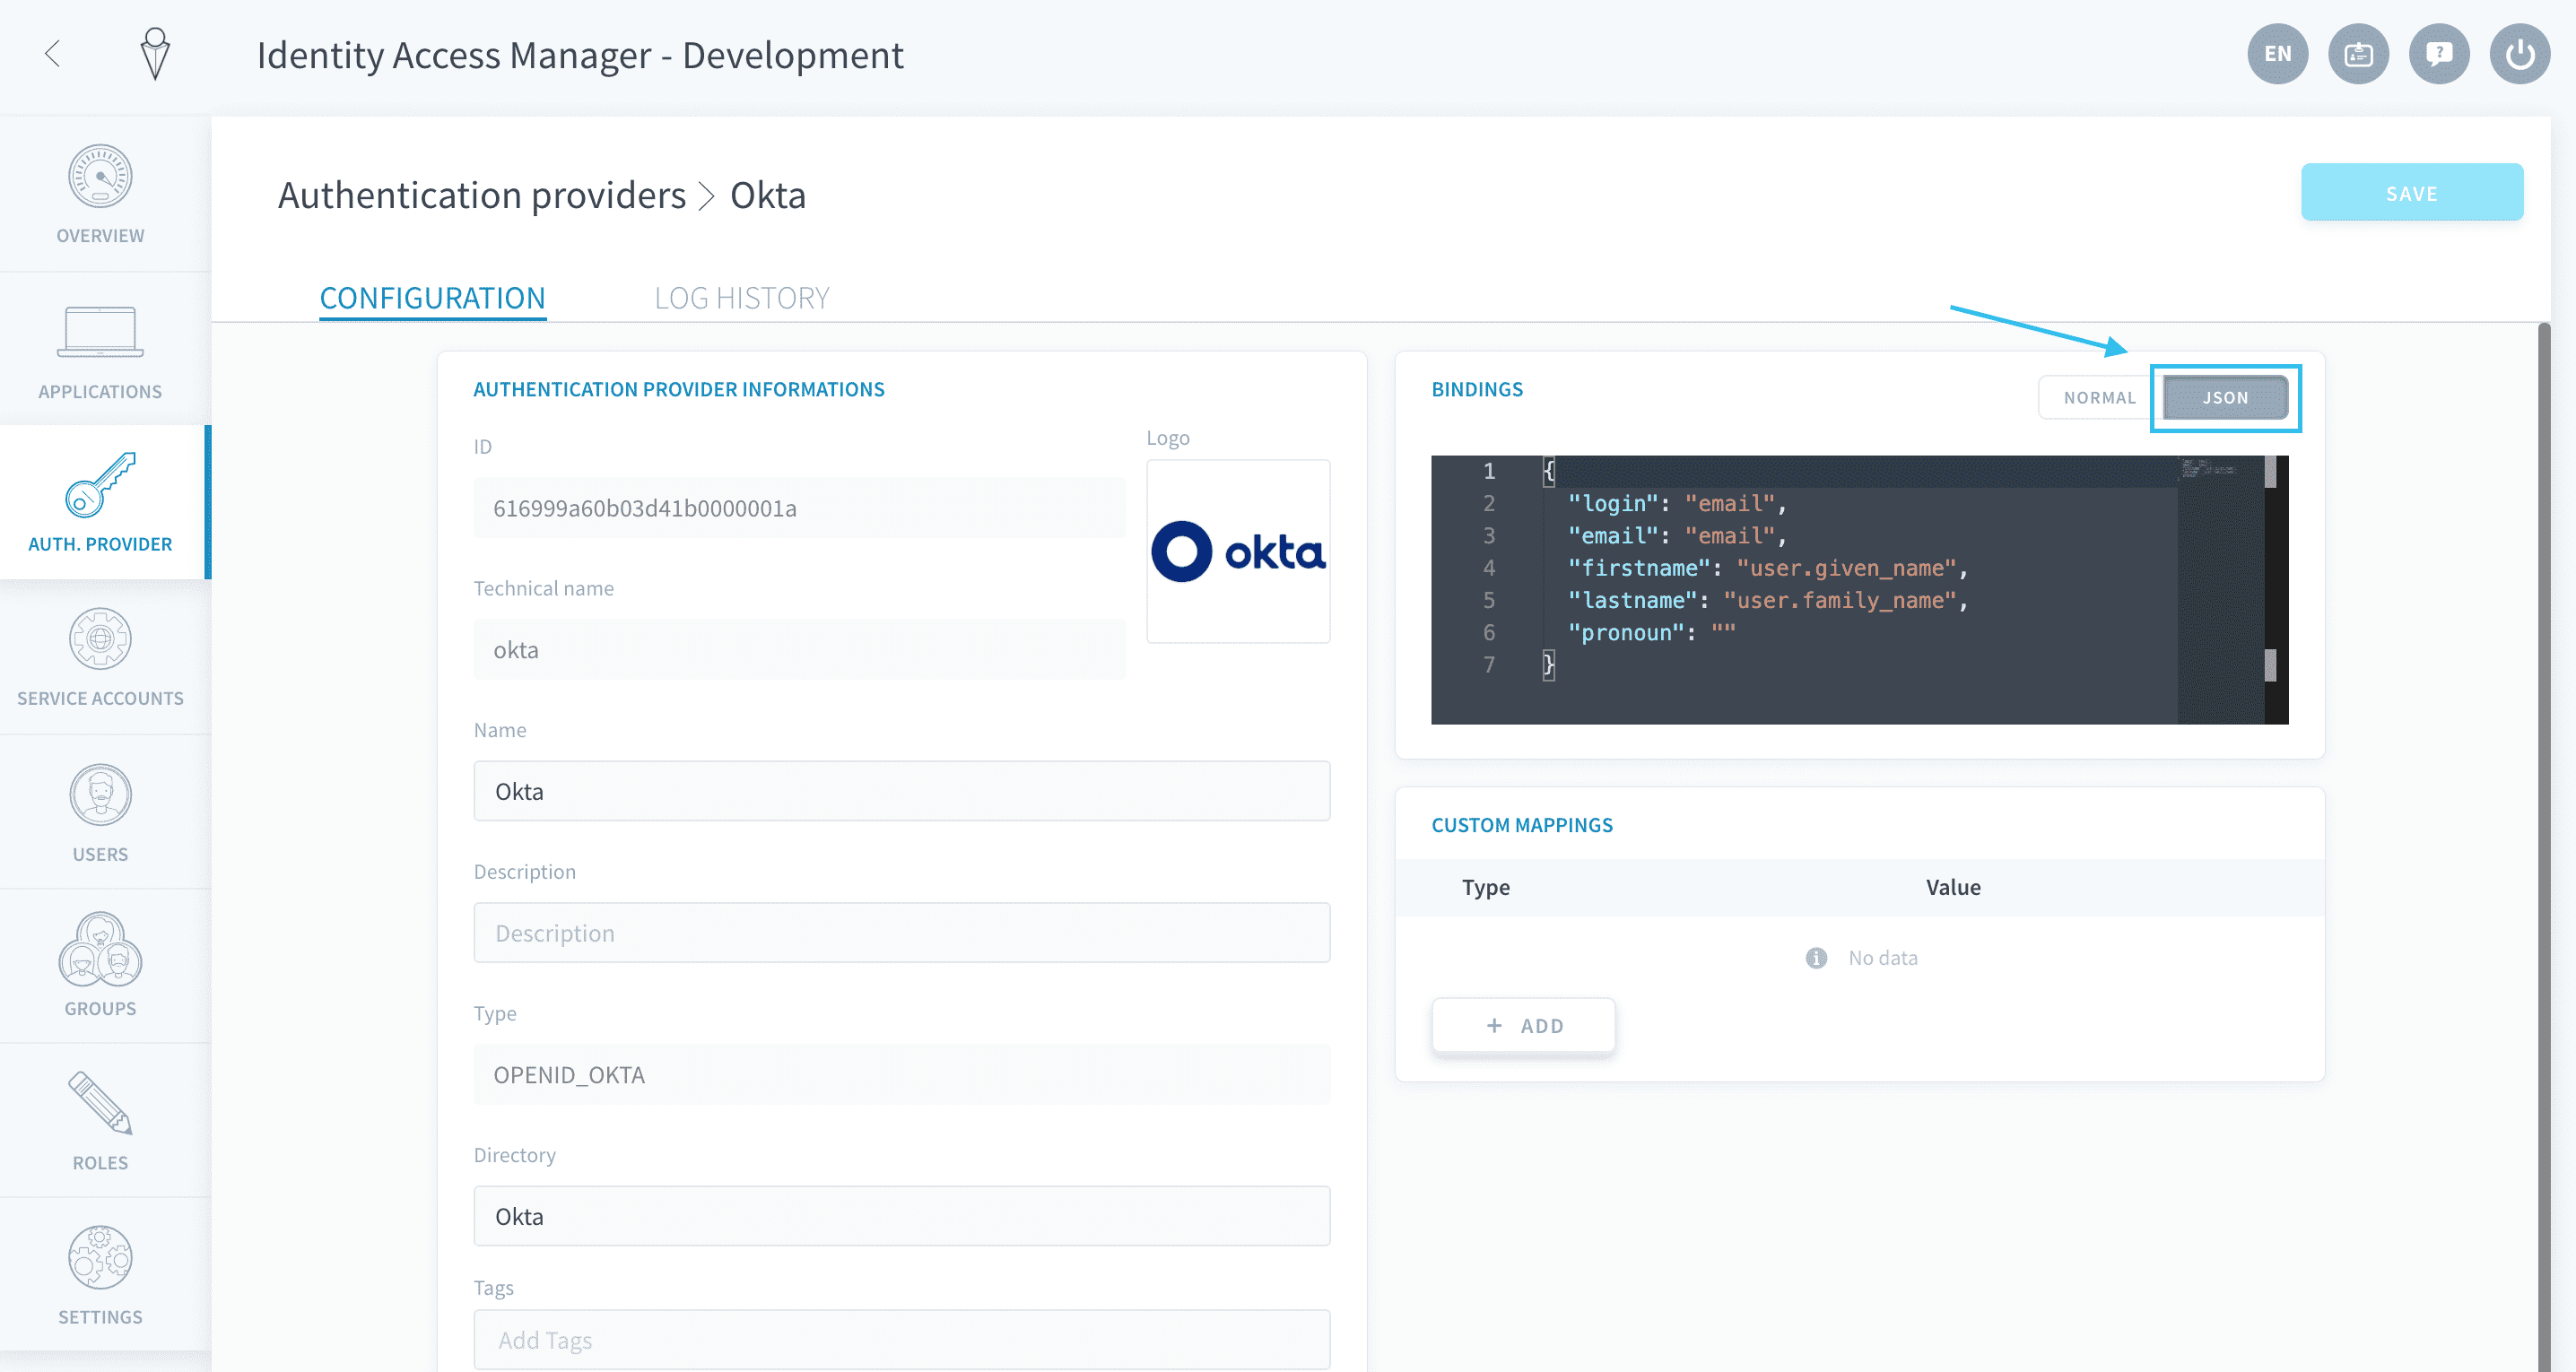 Identity Access Manager - Development
EN
OVERVIEW
APPLICATIONS
AUTH. PROVIDER
SERVICE ACCOUNTS
USERS
GROUPS
ROLES
SETTINGS
Authentication providers > Okta
SAVE
CONFIGURATION
LOG HISTORY
AUTHENTICATION PROVIDER INFORMATIONS
ID
616999a60b03d41b0000001a
Logo
okta
Technical name
okta
Name
Okta
Description
Description
Type
OPENID_OKTA
Directory
Okta
Tags
Add Tags
BINDINGS
NORMAL
JSON
1 {
2 "login": "email",
3 "email": "email",
4 "firstname": "user.given_name",
5 "lastname": "user.family_name",
6 "pronoun": ""
7 }
CUSTOM MAPPINGS
Type Value
No data
+ ADD